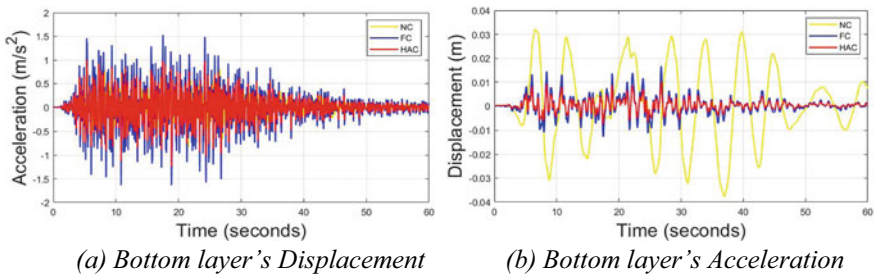 2
1.5
1
0.5
0
-0.5
-1
-1.5
-2
Acceleration (m/s²)
0 10 20 30 40 50 60
Time (seconds)
NC
FC
HAC
(a) Bottom layer's Displacement
0.04
0.03
0.02
0.01
0
-0.01
-0.02
-0.03
-0.04
Displacement (m)
0 10 20 30 40 50 60
Time (seconds)
NC
FC
HAC
(b) Bottom layer's Acceleration